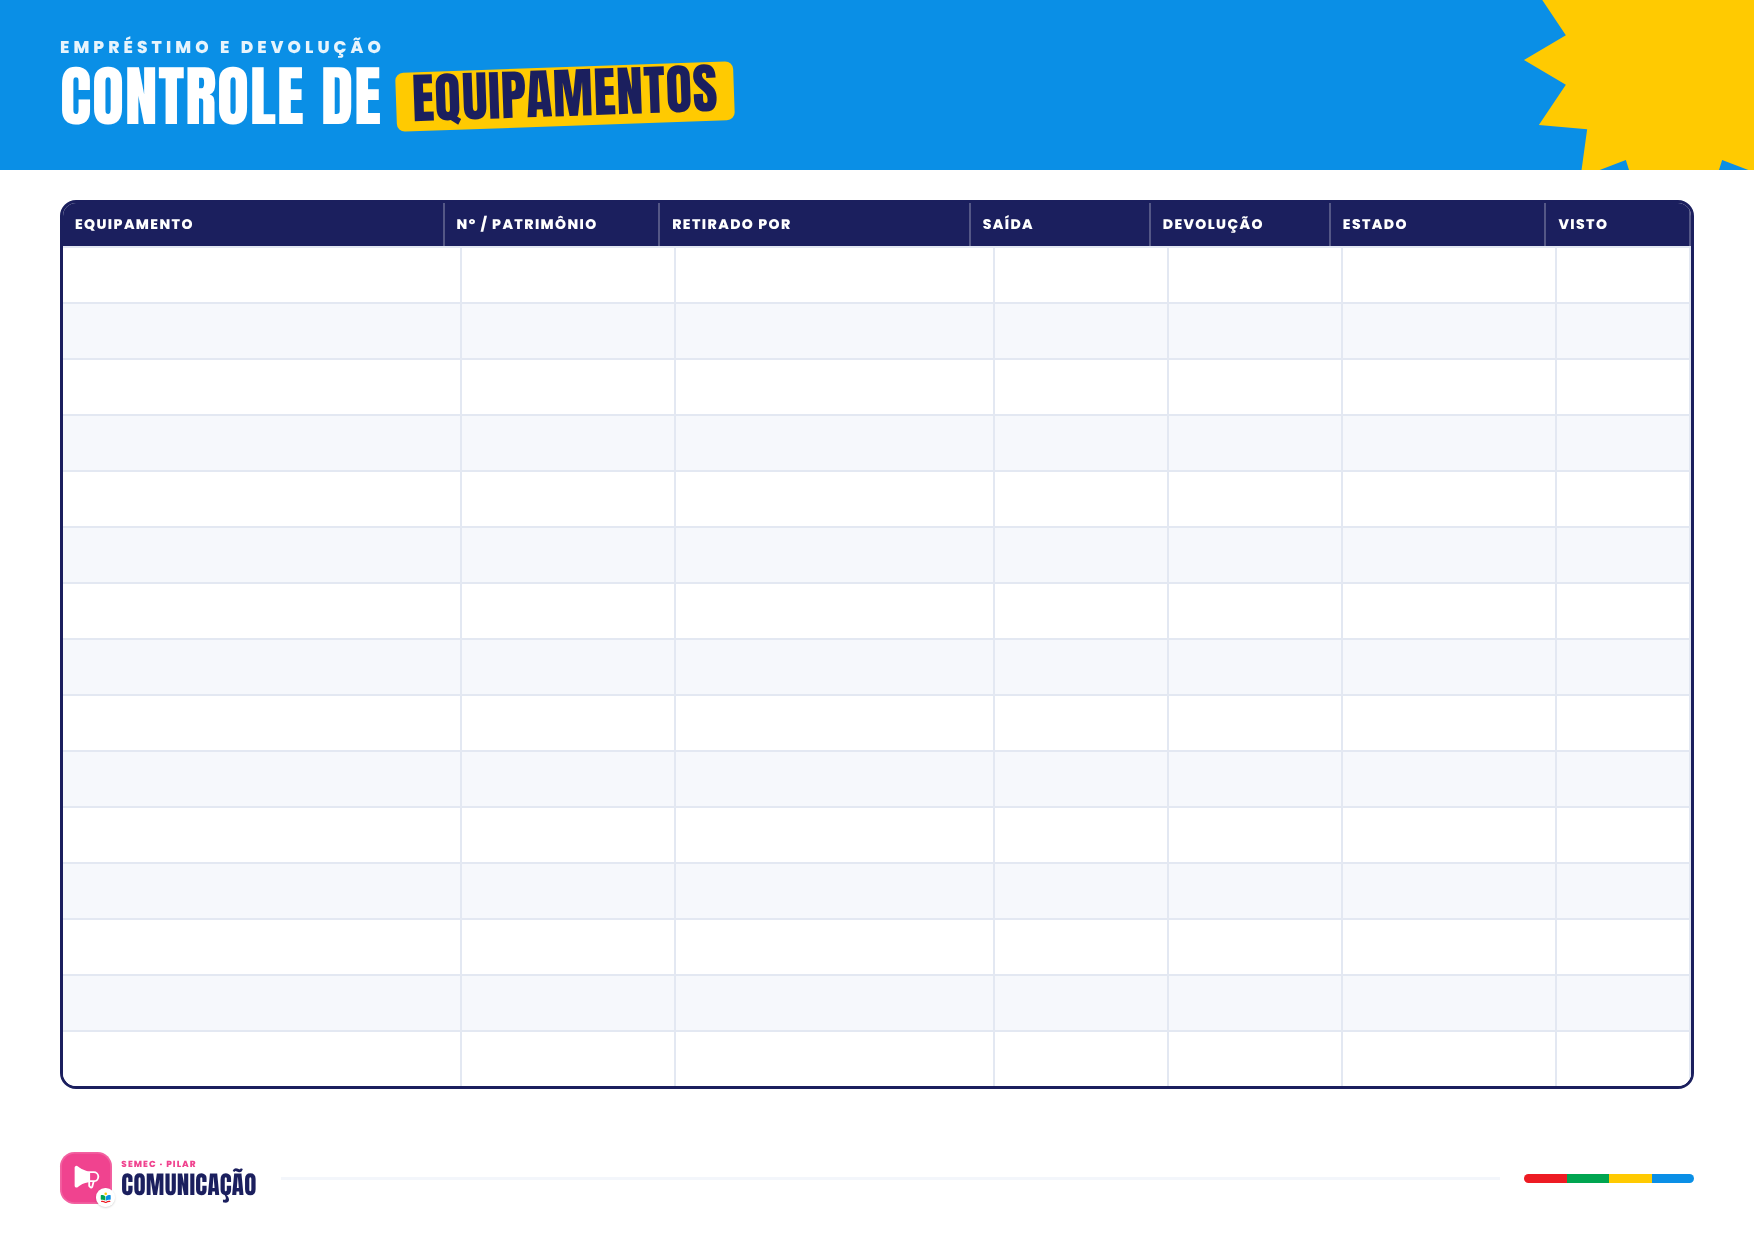 EMPRÉSTIMO E DEVOLUÇÃO
CONTROLE DE EQUIPAMENTOS
EQUIPAMENTO Nº / PATRIMÔNIO RETIRADO POR SAÍDA DEVOLUÇÃO ESTADO VISTO
SEMEC · PILAR
COMUNICAÇÃO